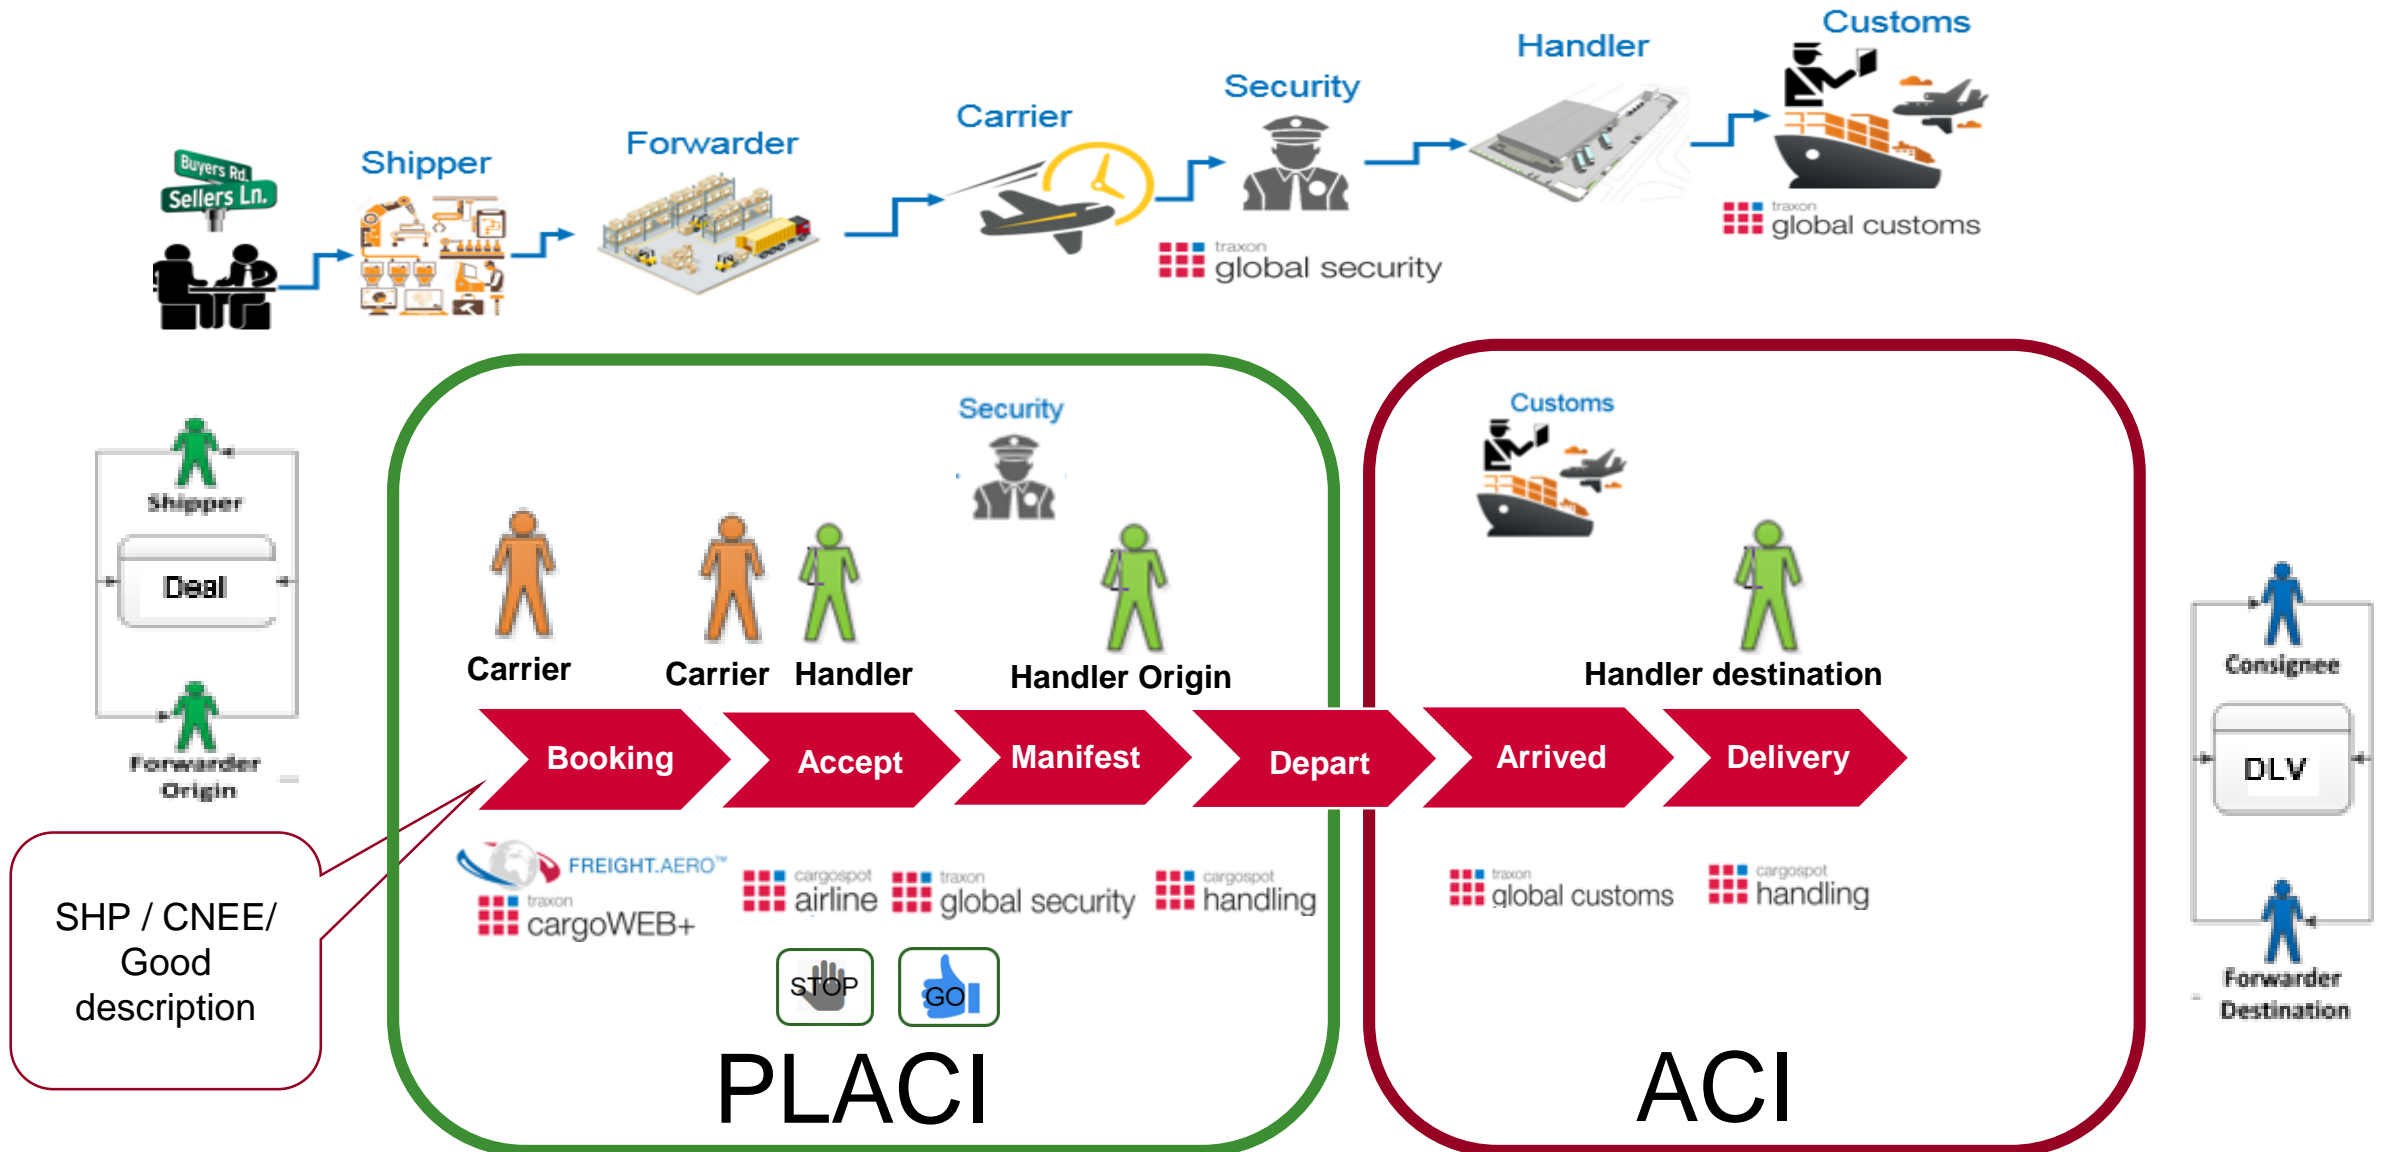 Customs
Handler
Security
Carrier
Forwarder
Shipper
Buyers Rd.
Sellers Ln.
traxon
global security
traxon
global customs
Security
Customs
Shipper
Deal
Forwarder
Origin
Carrier
Carrier
Handler
Handler Origin
Handler destination
Consignee
DLV
Forwarder
Destination
Booking
Accept
Manifest
Depart
Arrived
Delivery
FREIGHT.AERO™
traxon
cargoWEB+
cargospot
airline
traxon
global security
cargospot
handling
traxon
global customs
cargospot
handling
SHP / CNEE/
Good
description
STOP
GO
PLACI
ACI